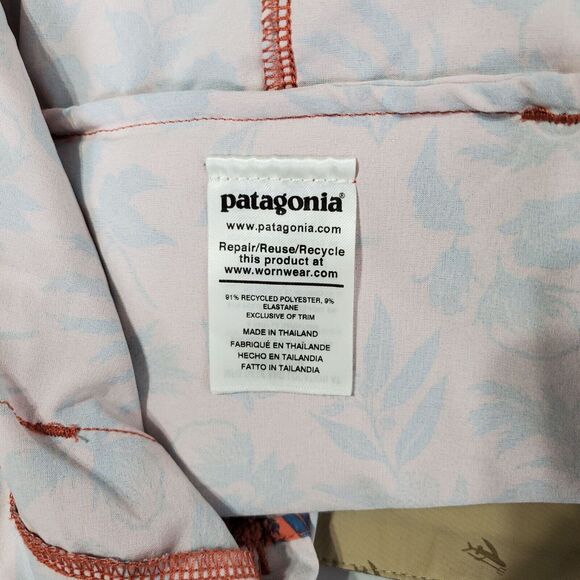 patagonia®
www.patagonia.com
Repair/Reuse/Recycle
this product at
www.wornwear.com
91% RECYCLED POLYESTER, 9%
ELASTANE
EXCLUSIVE OF TRIM
MADE IN THAILAND
FABRIQUÉ EN THAÏLANDE
HECHO EN TAILANDIA
FATTO IN TAILANDIA